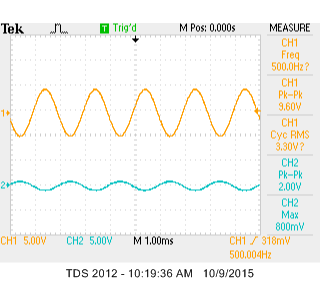 Tek Trig'd M Pos: 0.000s MEASURE
CH1
Freq
500.0Hz?
CH1
Pk-Pk
9.60V
CH1
Cyc RMS
3.30V?
CH2
Pk-Pk
2.00V
CH2
Max
800mV
1
2
CH1 5.00V CH2 5.00V M 1.00ms CH1 / 318mV
500.004Hz
TDS 2012 - 10:19:36 AM 10/9/2015